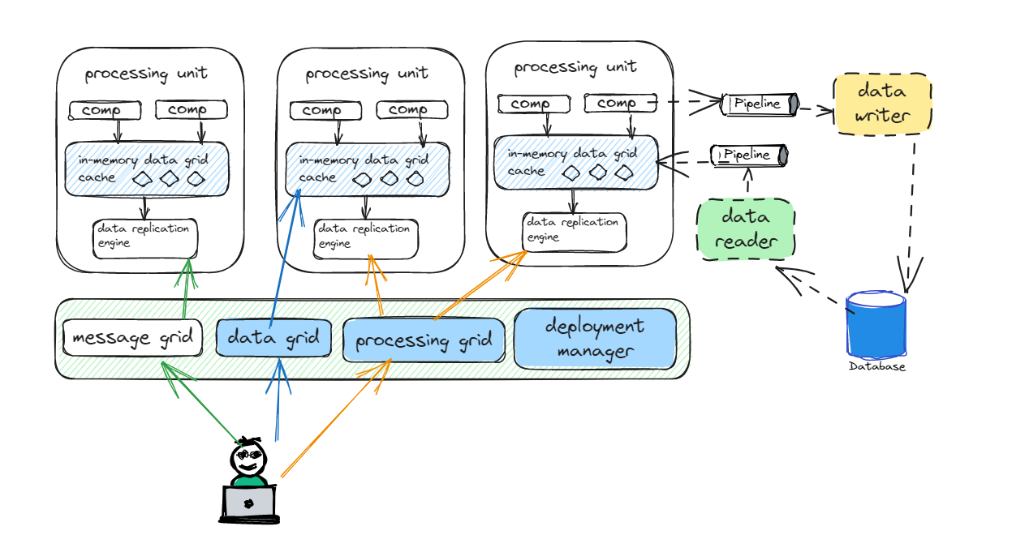 processing unit
comp
comp
in-memory data grid
cache
data replication
engine
processing unit
comp
comp
in-memory data grid
cache
data replication
engine
processing unit
comp
comp
in-memory data grid
cache
data replication
engine
Pipeline
data
writer
Pipeline
data
reader
Database
message grid
data grid
processing grid
deployment
manager